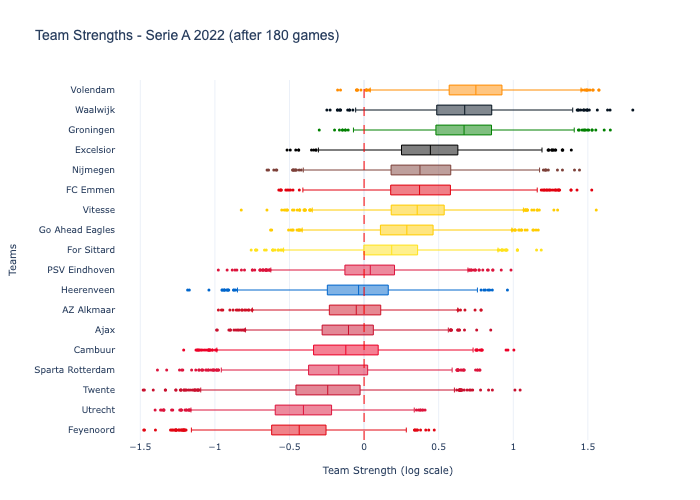 Team Strengths - Serie A 2022 (after 180 games)
Volendam
Waalwijk
Groningen
Excelsior
Nijmegen
FC Emmen
Vitesse
Go Ahead Eagles
For Sittard
PSV Eindhoven
Heerenveen
AZ Alkmaar
Ajax
Cambuur
Sparta Rotterdam
Twente
Utrecht
Feyenoord
Teams
−1.5 −1 −0.5 0 0.5 1 1.5
Team Strength (log scale)